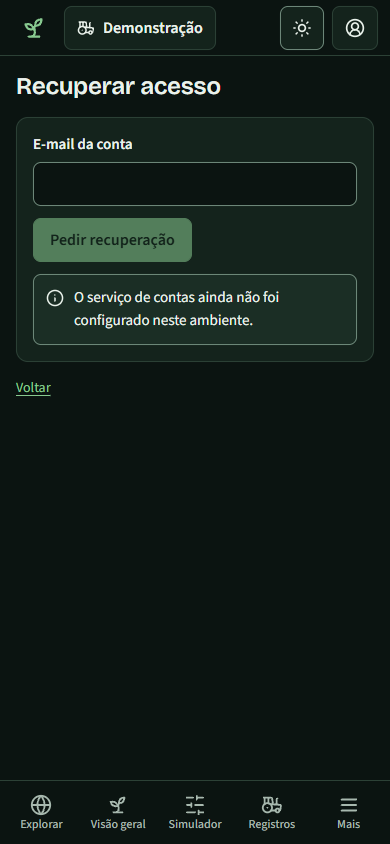 Demonstração
Recuperar acesso
E-mail da conta
Pedir recuperação
O serviço de contas ainda não foi
configurado neste ambiente.
Voltar
Explorar
Visão geral
Simulador
Registros
Mais